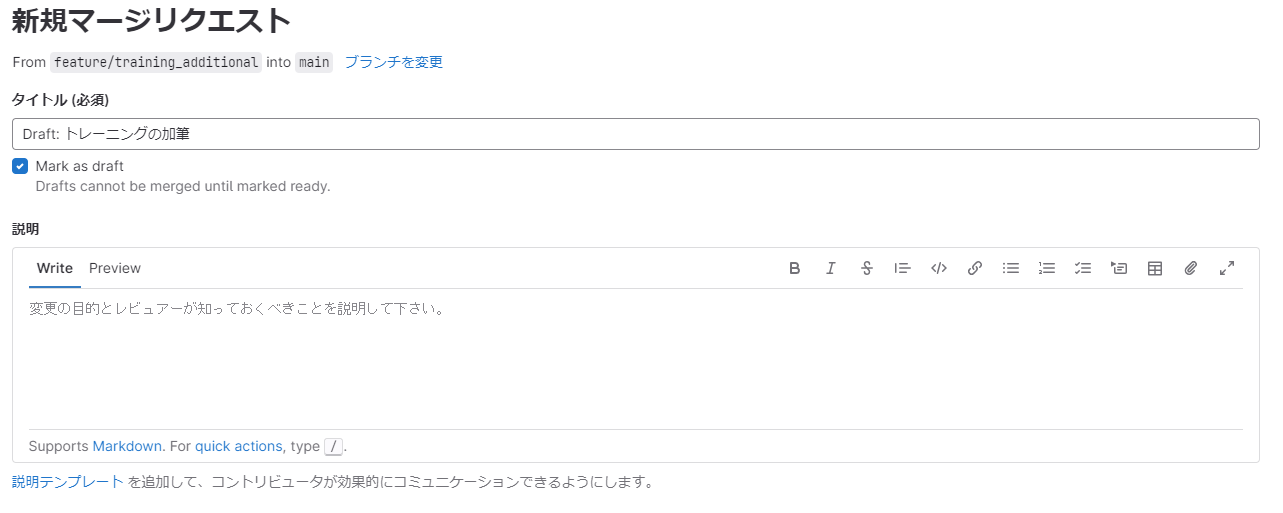 新規マージリクエスト
From feature/training_additional into main ブランチを変更
タイトル (必須)
Draft: トレーニングの加筆
Mark as draft
Drafts cannot be merged until marked ready.
説明
Write Preview
変更の目的とレビュアーが知っておくべきことを説明して下さい。
Supports Markdown. For quick actions, type /.
説明テンプレート を追加して、コントリビュータが効果的にコミュニケーションできるようにします。